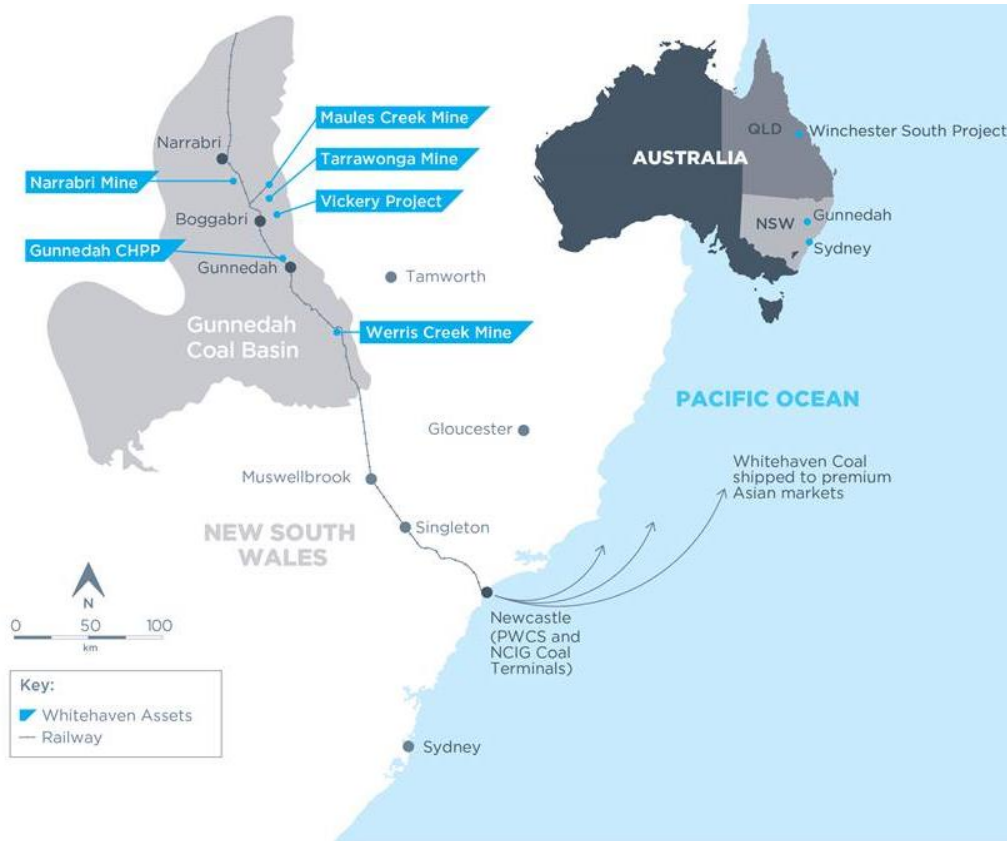 Maules Creek Mine
Narrabri
Tarrawonga Mine
Narrabri Mine
Vickery Project
Boggabri
Gunnedah CHPP
Gunnedah
Tamworth
Gunnedah
Coal Basin
Werris Creek Mine
Gloucester
Muswellbrook
NEW SOUTH
WALES
Singleton
Newcastle
(PWCS and
NCIG Coal
Terminals)
Sydney
QLD
Winchester South Project
AUSTRALIA
NSW
Gunnedah
Sydney
PACIFIC OCEAN
Whitehaven Coal
shipped to premium
Asian markets
N
0 50 100
km
Key:
Whitehaven Assets
Railway